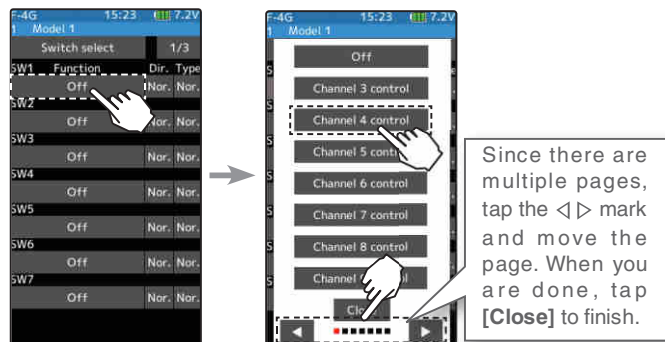 F-4G 15:23 7.2V
1 Model 1
Switch select 1/3
SW1 Function Dir. Type
Off Nor. Nor.
SW2
Off Nor. Nor.
SW3
Off Nor. Nor.
SW4
Off Nor. Nor.
SW5
Off Nor. Nor.
SW6
Off Nor. Nor.
SW7
Off Nor. Nor.
F-4G 15:23 7.2V
1 Model 1
Off
Channel 3 control
Channel 4 control
Channel 5
Channel 6 control
Channel 7 control
Channel 8 control
Channel
Since there are
multiple pages,
tap the ◁ ▷ mark
and move the
page. When you
are done, tap
[Close] to finish.